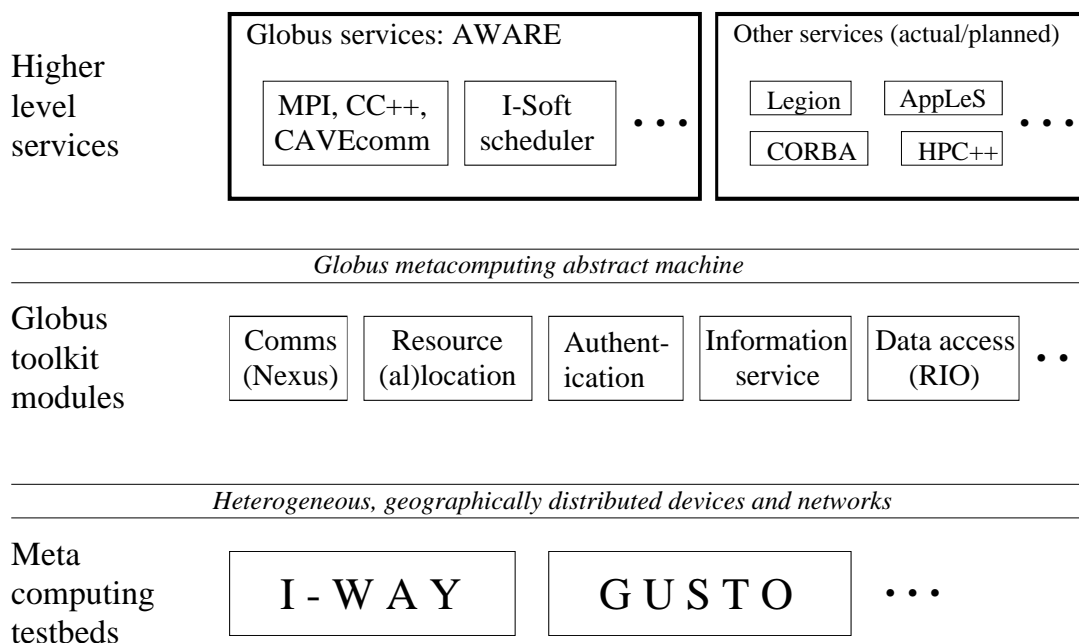 Higher
level
services
Globus services: AWARE
MPI, CC++,
CAVEcomm
I-Soft
scheduler
Other services (actual/planned)
Legion
AppLeS
CORBA
HPC++
Globus metacomputing abstract machine
Globus
toolkit
modules
Comms
(Nexus)
Resource
(al)location
Authent-
ication
Information
service
Data access
(RIO)
Heterogeneous, geographically distributed devices and networks
Meta
computing
testbeds
I - W A Y
G U S T O